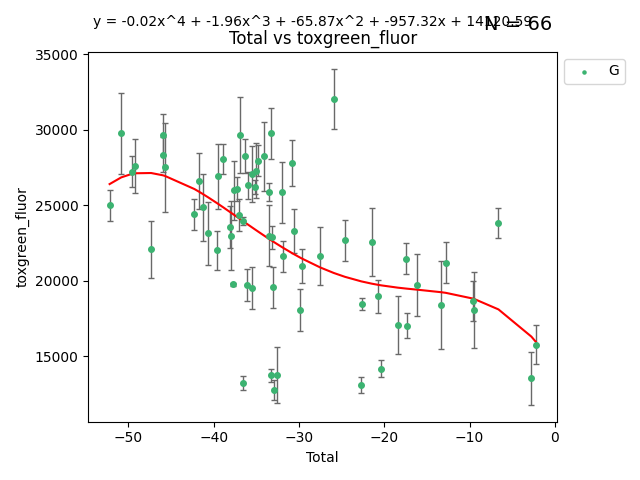 y = -0.02x^4 + -1.96x^3 + -65.87x^2 + -957.32x + 14120.59
N = 66
Total vs toxgreen_fluor
G
35000
30000
25000
20000
15000
toxgreen_fluor
−50 −40 −30 −20 −10 0
Total